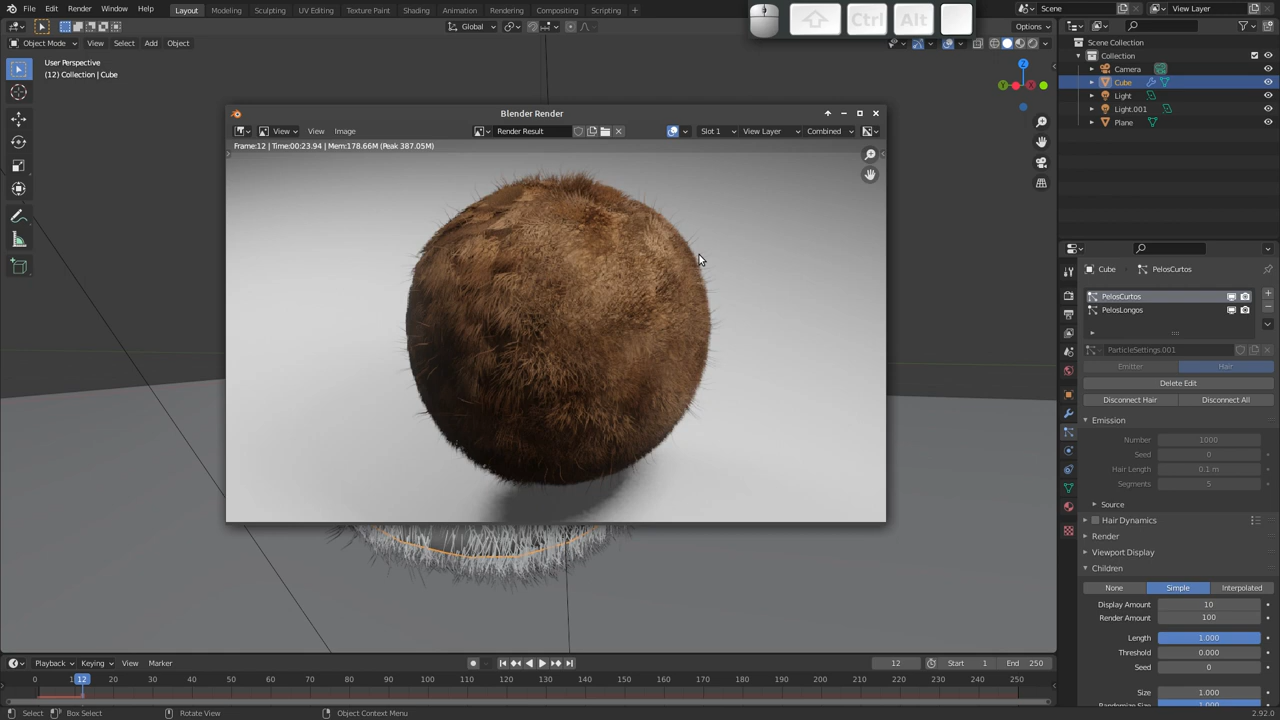 File Edit Render Window Help Layout Modeling Sculpting UV Editing Texture Paint Shading Animation Rendering Compositing Scripting + Ctrl Alt Scene View Layer
Global Options
Object Mode View Select Add Object
User Perspective
(12) Collection | Cube
Z
Y
Scene Collection
Collection
Camera
Cube
Light
Light.001
Plane
Blender Render
View View Image Render Result Slot 1 View Layer Combined
Frame:12 | Time:00:23.94 | Mem:178.66M (Peak 387.05M)
Cube PelosCurtos
PelosCurtos
PelosLongos
ParticleSettings.001
Emitter Hair
Delete Edit
Disconnect Hair Disconnect All
Emission
Number 1000
Seed 0
Hair Length 0.1 m
Segments 5
Source
Hair Dynamics
Render
Viewport Display
Children
None Simple Interpolated
Display Amount 10
Render Amount 100
Length 1.000
Threshold 0.000
Seed 0
Size 1.000
Playback Keying View Marker 12 Start 1 End 250
0 12 20 30 40 50 60 70 80 90 100 110 120 130 140 150 160 170 180 190 200 210 220 230 240 250
Select Box Select Rotate View Object Context Menu 2.92.0